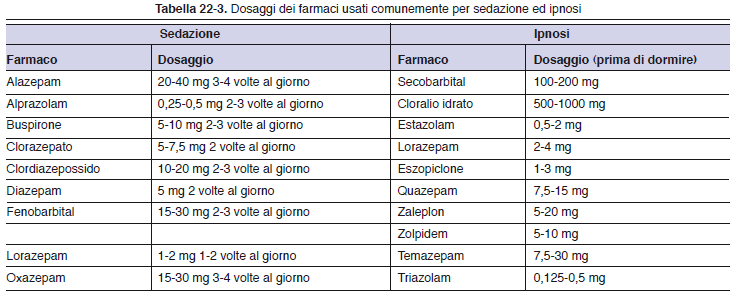 Tabella 22-3. Dosaggi dei farmaci usati comunemente per sedazione ed ipnosi
Sedazione Ipnosi
Farmaco Dosaggio Farmaco Dosaggio (prima di dormire)
Alazepam 20-40 mg 3-4 volte al giorno Secobarbital 100-200 mg
Alprazolam 0,25-0,5 mg 2-3 volte al giorno Cloralio idrato 500-1000 mg
Buspirone 5-10 mg 2-3 volte al giorno Estazolam 0,5-2 mg
Clorazepato 5-7,5 mg 2 volte al giorno Lorazepam 2-4 mg
Clordiazepossido 10-20 mg 2-3 volte al giorno Eszopiclone 1-3 mg
Diazepam 5 mg 2 volte al giorno Quazepam 7,5-15 mg
Fenobarbital 15-30 mg 2-3 volte al giorno Zaleplon 5-20 mg
Zolpidem 5-10 mg
Lorazepam 1-2 mg 1-2 volte al giorno Temazepam 7,5-30 mg
Oxazepam 15-30 mg 3-4 volte al giorno Triazolam 0,125-0,5 mg